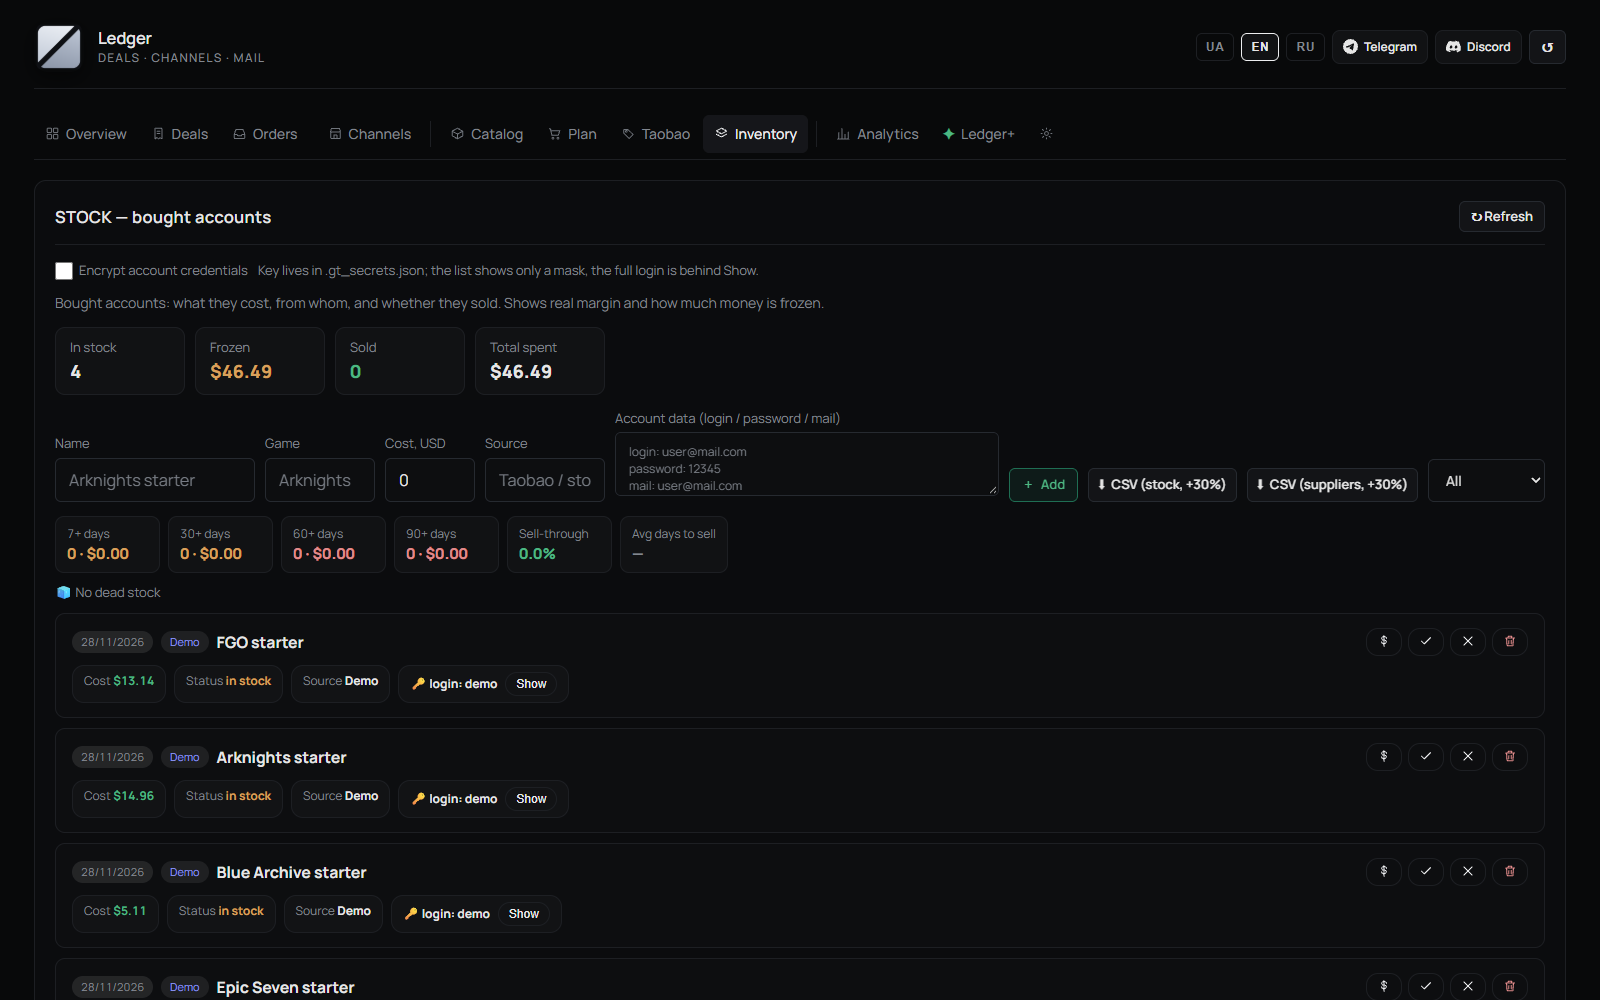 Ledger
DEALS · CHANNELS · MAIL
UA EN RU Telegram Discord
Overview Deals Orders Channels Catalog Plan Taobao Inventory Analytics Ledger+
STOCK — bought accounts
Refresh
Encrypt account credentials Key lives in .gt_secrets.json; the list shows only a mask, the full login is behind Show.
Bought accounts: what they cost, from whom, and whether they sold. Shows real margin and how much money is frozen.
In stock Frozen Sold Total spent
4 $46.49 0 $46.49
Account data (login / password / mail)
Name Game Cost, USD Source
Arknights starter Arknights 0 Taobao / sto
login: user@mail.com
password: 12345
mail: user@mail.com
+ Add CSV (stock, +30%) CSV (suppliers, +30%) All
7+ days 30+ days 60+ days 90+ days Sell-through Avg days to sell
0 · $0.00 0 · $0.00 0 · $0.00 0 · $0.00 0.0% —
No dead stock
28/11/2026 Demo FGO starter $
Cost $13.14 Status in stock Source Demo login: demo Show
28/11/2026 Demo Arknights starter $
Cost $14.96 Status in stock Source Demo login: demo Show
28/11/2026 Demo Blue Archive starter $
Cost $5.11 Status in stock Source Demo login: demo Show
28/11/2026 Demo Epic Seven starter $